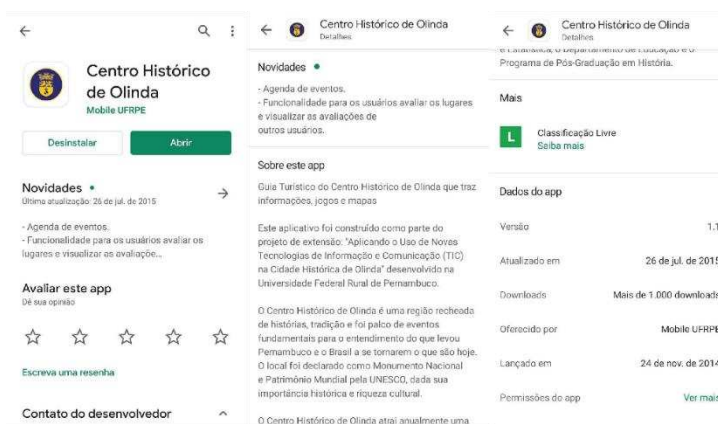 Centro Histórico
de Olinda
Mobile UFRPE
Desinstalar
Abrir
Novidades
Última atualização: 26 de jul. de 2015
- Agenda de eventos.
- Funcionalidade para os usuários avaliar os
lugares e visualizar as avaliaçõe...
Avaliar este app
Dê sua opinião
Escreva uma resenha
Contato do desenvolvedor
Centro Histórico de Olinda
Detalhes
Novidades
- Agenda de eventos.
- Funcionalidade para os usuários avaliar os lugares
e visualizar as avaliações de
outros usuários.
Sobre este app
Guia Turístico do Centro Histórico de Olinda que traz
informações, jogos e mapas
Este aplicativo foi construído como parte do
projeto de extensão: "Aplicando o Uso de Novas
Tecnologias de Informação e Comunicação (TIC)
na Cidade Histórica de Olinda" desenvolvido na
Universidade Federal Rural de Pernambuco.
O Centro Histórico de Olinda é uma região recheada
de histórias, tradição e foi palco de eventos
fundamentais para o entendimento do que levou
Pernambuco e o Brasil a se tornarem o que são hoje.
O local foi declarado como Monumento Nacional
e Patrimônio Mundial pela UNESCO, dada sua
importância histórica e riqueza cultural.
O Centro Histórico de Olinda atrai anualmente uma
Centro Histórico de Olinda
Detalhes
e Estatística, o Departamento de Educação e o
Programa de Pós-Graduação em História.
Mais
L
Classificação Livre
Saiba mais
Dados do app
Versão 1.1
Atualizado em 26 de jul. de 2015
Downloads Mais de 1.000 downloads
Oferecido por Mobile UFRPE
Lançado em 24 de nov. de 2014
Permissões do app Ver mais